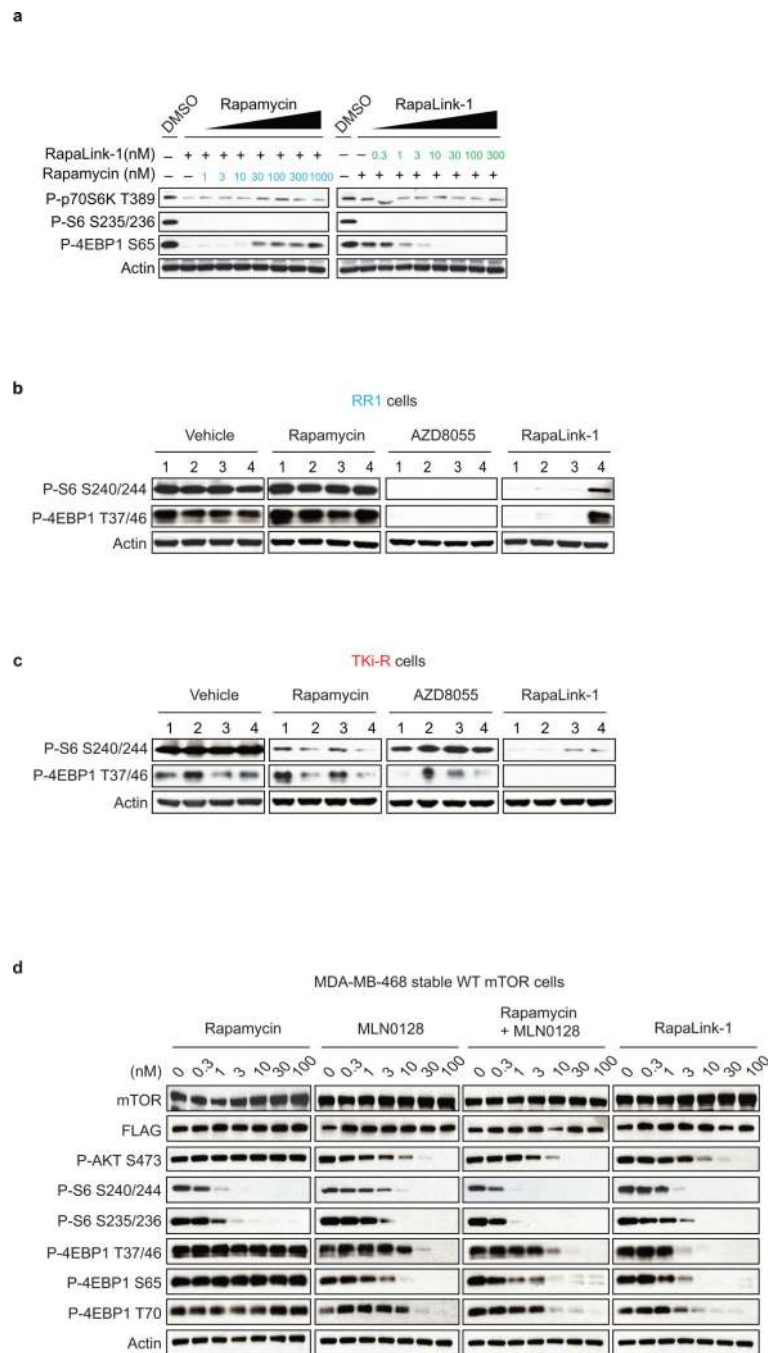 a
DMSO Rapamycin DMSO RapaLink-1
RapaLink-1(nM) – + + + + + + + + – – 0.3 1 3 10 30 100 300
Rapamycin (nM) – – 1 3 10 30 100 300 1000 – + + + + + + + +
P-p70S6K T389
P-S6 S235/236
P-4EBP1 S65
Actin
b
RR1 cells
Vehicle Rapamycin AZD8055 RapaLink-1
1 2 3 4 1 2 3 4 1 2 3 4 1 2 3 4
P-S6 S240/244
P-4EBP1 T37/46
Actin
c
TKi-R cells
Vehicle Rapamycin AZD8055 RapaLink-1
1 2 3 4 1 2 3 4 1 2 3 4 1 2 3 4
P-S6 S240/244
P-4EBP1 T37/46
Actin
d
MDA-MB-468 stable WT mTOR cells
Rapamycin MLN0128 Rapamycin + MLN0128 RapaLink-1
(nM) 0 0.3 1 3 10 30 100 0 0.3 1 3 10 30 100 0 0.3 1 3 10 30 100 0 0.3 1 3 10 30 100
mTOR
FLAG
P-AKT S473
P-S6 S240/244
P-S6 S235/236
P-4EBP1 T37/46
P-4EBP1 S65
P-4EBP1 T70
Actin